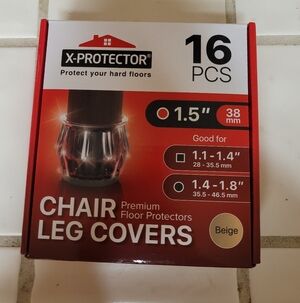 X-PROTECTOR®
Protect your hard floors
16
PCS
1.5" 38 mm
Good for
1.1 - 1.4"
28 - 35.5 mm
1.4 - 1.8"
35.5 - 46.5 mm
CHAIR Premium
Floor Protectors
LEG COVERS
Beige